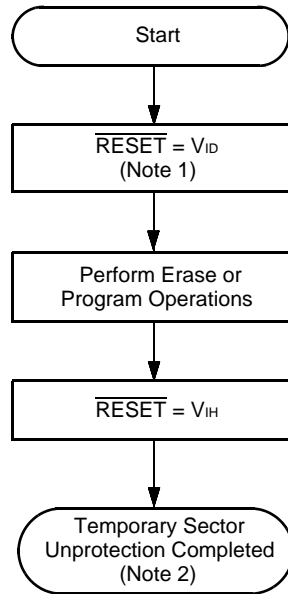 Start
RESET = VID
(Note 1)
Perform Erase or
Program Operations
RESET = VIH
Temporary Sector
Unprotection Completed
(Note 2)